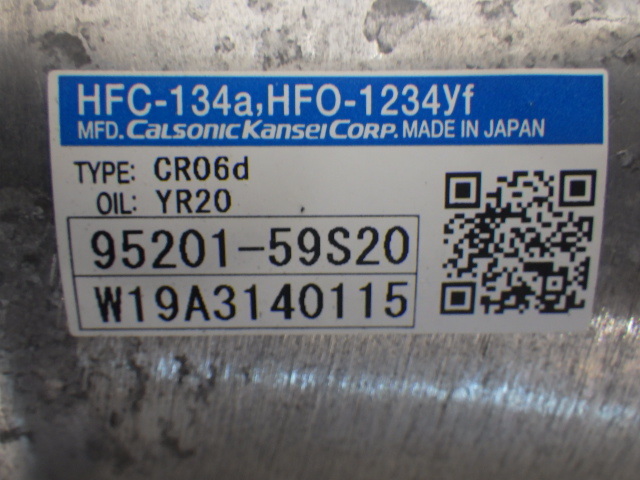 HFC-134a,HFO-1234yf
MFD. CALSONIC KANSEI CORP. MADE IN JAPAN
TYPE: CR06d
OIL: YR20
95201-59S20
W19A3140115